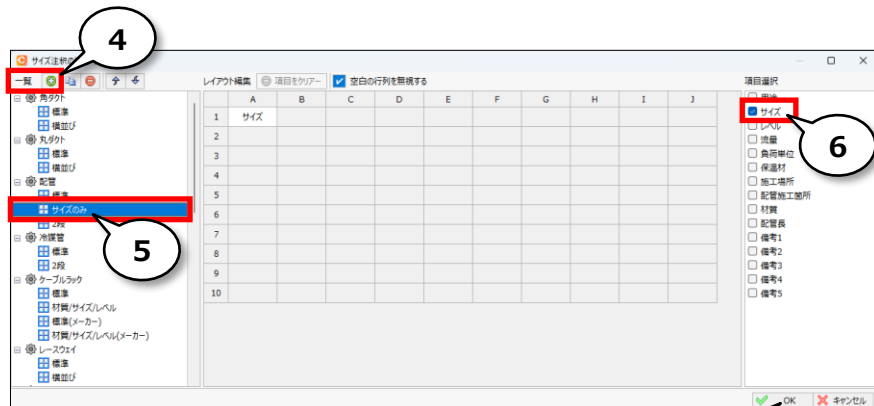 4
サイズ注釈の
一覧
レイアウト編集 項目をクリアー 空白の行列を無視する
項目選択
角ダクト
標準
横並び
丸ダクト
標準
横並び
配管
標準
サイズのみ
2段
冷媒管
標準
2段
ケーブルラック
標準
材質/サイズ/レベル
標準(メーカー)
材質/サイズ/レベル(メーカー)
レースウェイ
標準
横並び
5
A B C D E F G H I J
1 サイズ
2
3
4
5
6
7
8
9
10
用途
サイズ
レベル
流量
負荷単位
保温材
施工場所
配管施工箇所
材質
配管長
備考1
備考2
備考3
備考4
備考5
6
OK キャンセル